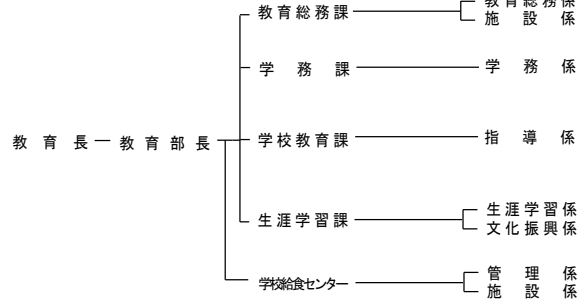 教育総務課 教育総務係
施設係
学務課 学務係
教育長 教育部長 学校教育課 指導係
生涯学習課 生涯学習係
文化振興係
学校給食センター 管理係
施設係